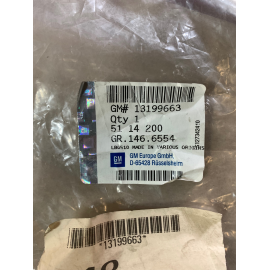 GM# 13199663
Qty 1
51 14 200
GR.146.6554
MADE IN VARIOUS ORIGINS
GM
GM Europe GmbH
D-65428 Rüsselsheim
*13199663*